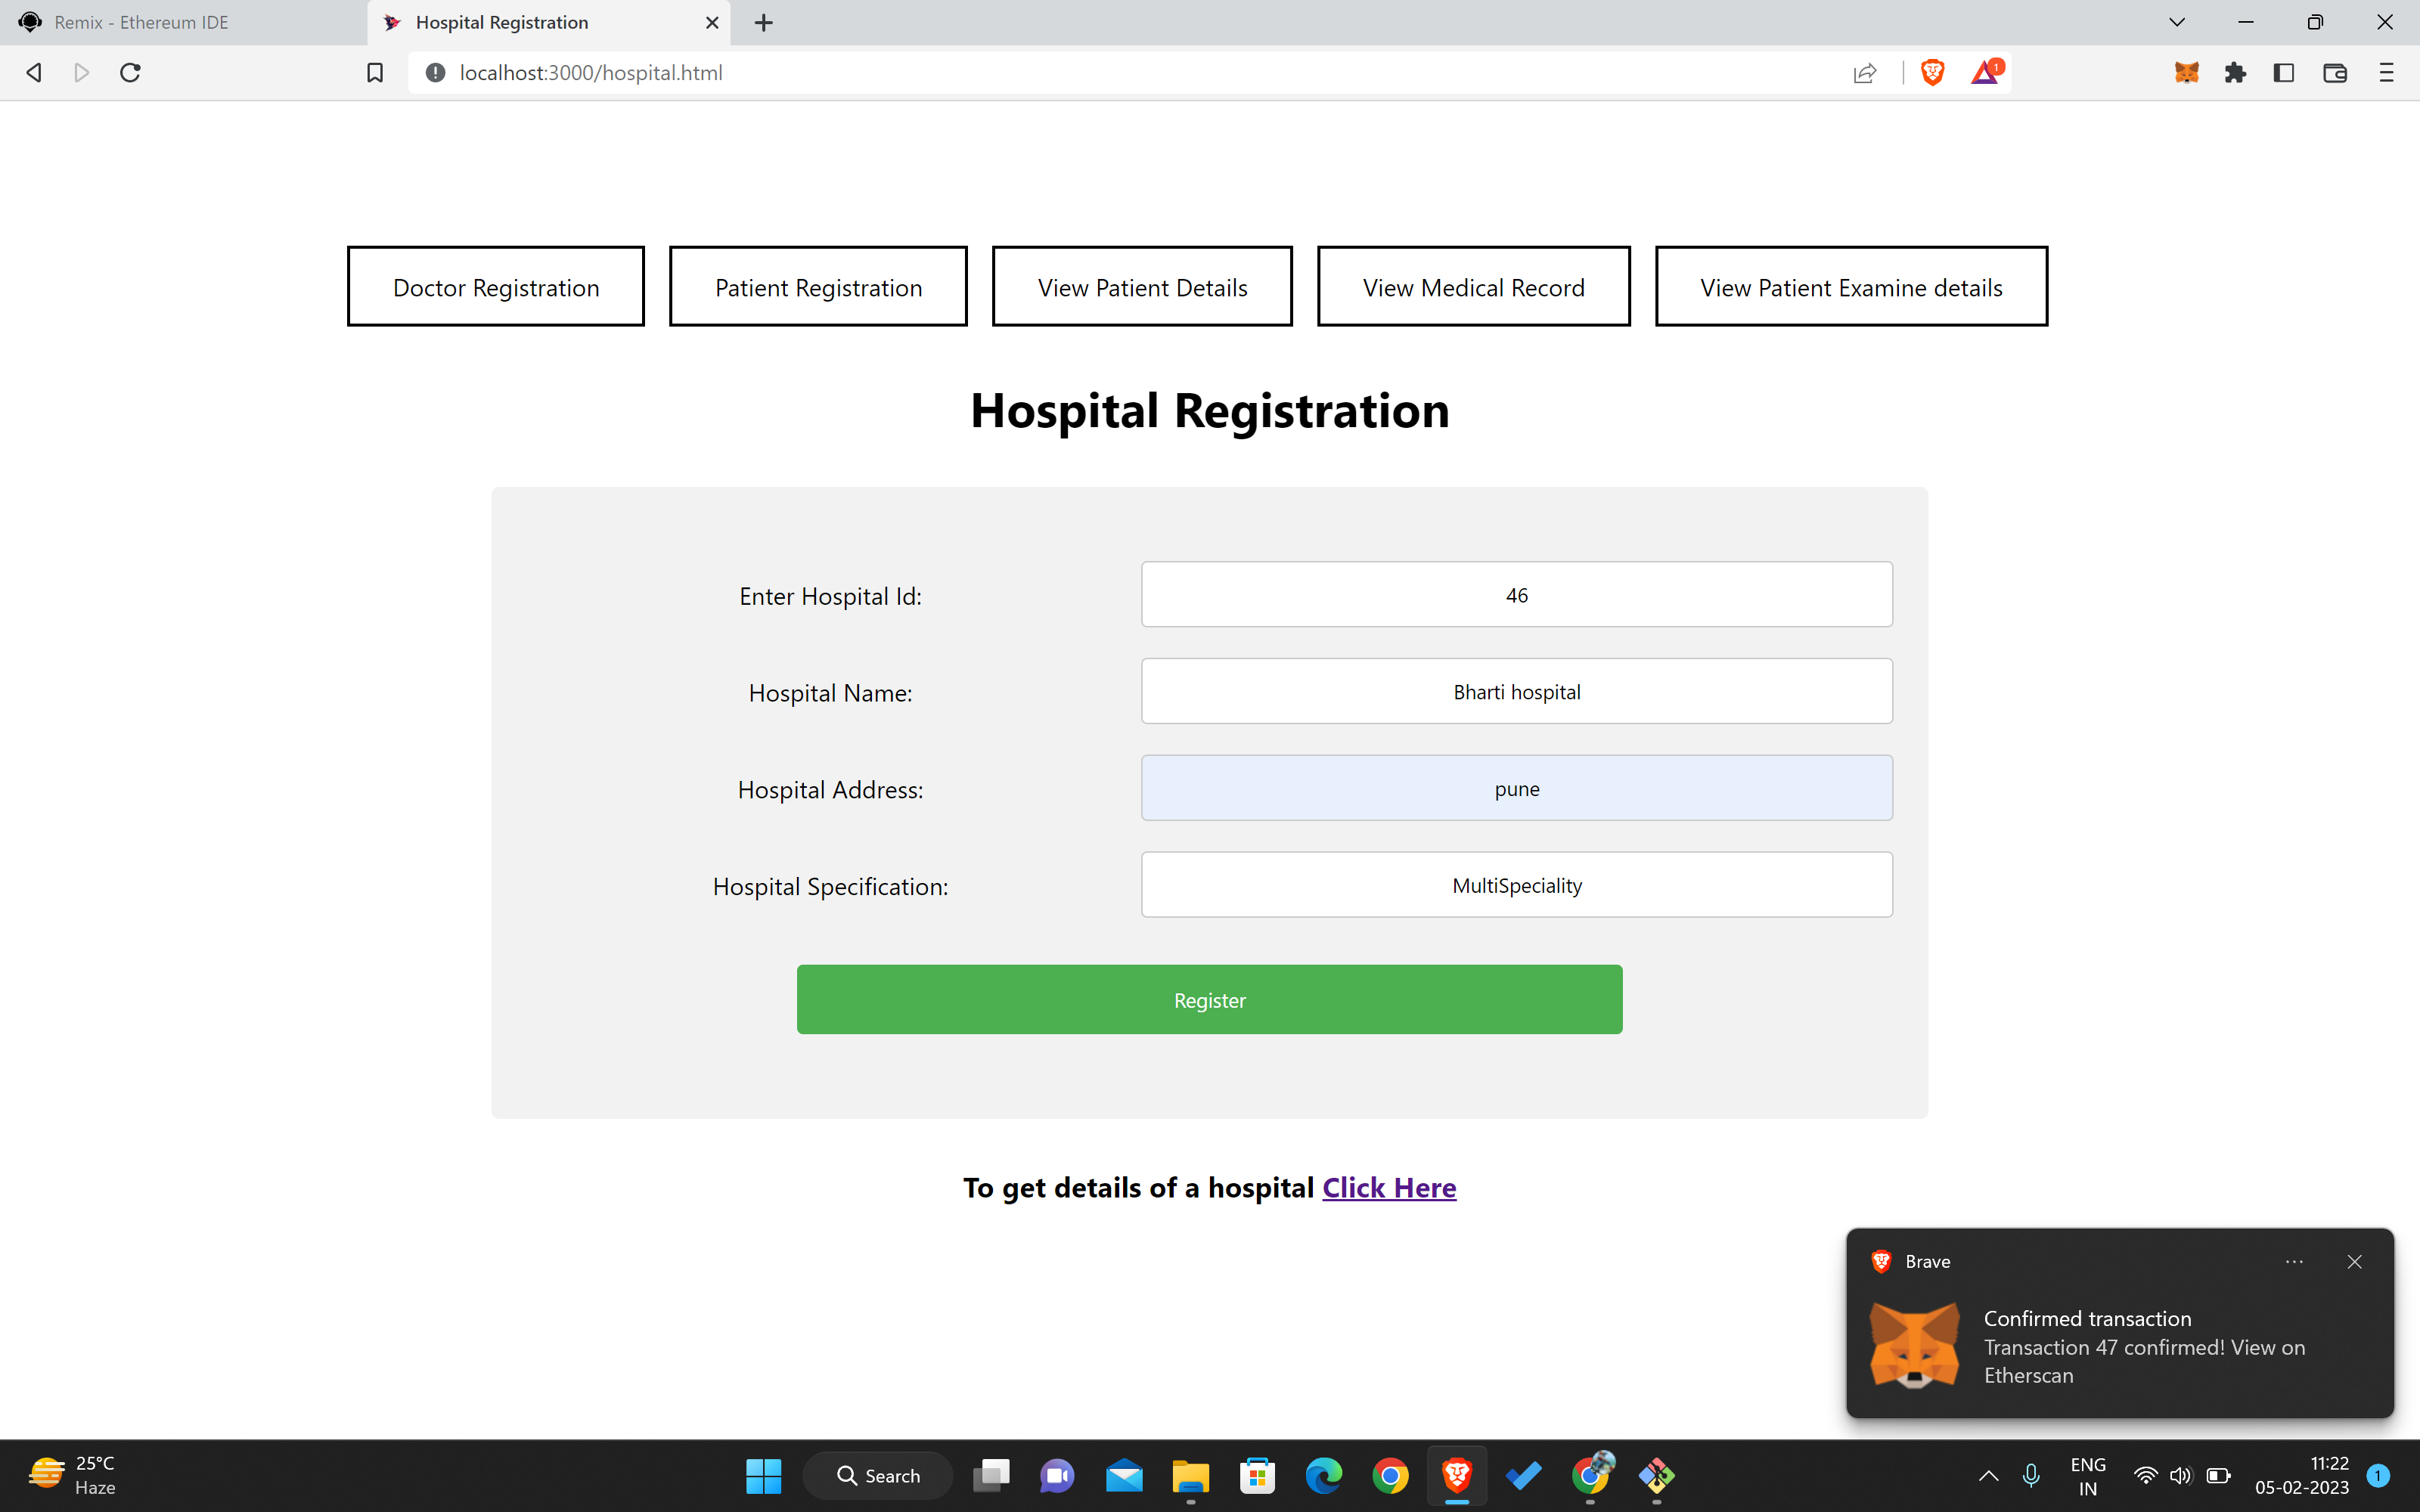 Remix - Ethereum IDE
Hospital Registration
localhost:3000/hospital.html
1
Doctor Registration
Patient Registration
View Patient Details
View Medical Record
View Patient Examine details
Hospital Registration
Enter Hospital Id:
46
Hospital Name:
Bharti hospital
Hospital Address:
pune
Hospital Specification:
MultiSpeciality
Register
To get details of a hospital Click Here
Brave
Confirmed transaction
Transaction 47 confirmed! View on
Etherscan
25°C
Haze
Search
ENG
IN
11:22
05-02-2023
1